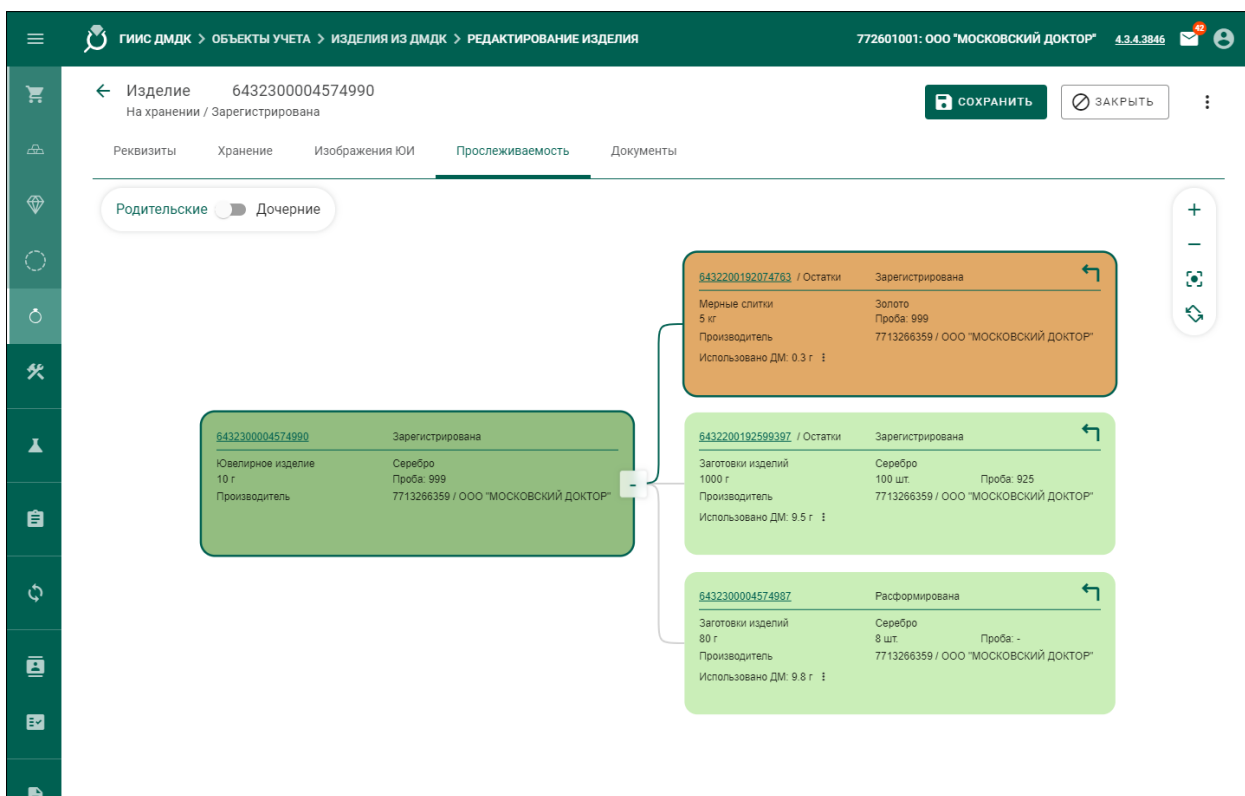 ГИИС ДМДК > ОБЪЕКТЫ УЧЕТА > ИЗДЕЛИЯ ИЗ ДМДК > РЕДАКТИРОВАНИЕ ИЗДЕЛИЯ
772601001: ООО "МОСКОВСКИЙ ДОКТОР" 4.3.4.3846 42
Изделие 6432300004574990
На хранении / Зарегистрирована
СОХРАНИТЬ ЗАКРЫТЬ
Реквизиты Хранение Изображения ЮИ Прослеживаемость Документы
Родительские Дочерние
6432200192074763 / Остатки Зарегистрирована
Мерные слитки Золото
5 кг Проба: 999
Производитель 7713266359 / ООО "МОСКОВСКИЙ ДОКТОР"
Использовано ДМ: 0.3 г
6432300004574990 Зарегистрирована
Ювелирное изделие Серебро
10 г Проба: 999
Производитель 7713266359 / ООО "МОСКОВСКИЙ ДОКТОР"
6432200192599397 / Остатки Зарегистрирована
Заготовки изделий Серебро
1000 г 100 шт. Проба: 925
Производитель 7713266359 / ООО "МОСКОВСКИЙ ДОКТОР"
Использовано ДМ: 9.5 г
6432300004574987 Расформирована
Заготовки изделий Серебро
80 г 8 шт. Проба: -
Производитель 7713266359 / ООО "МОСКОВСКИЙ ДОКТОР"
Использовано ДМ: 9.8 г